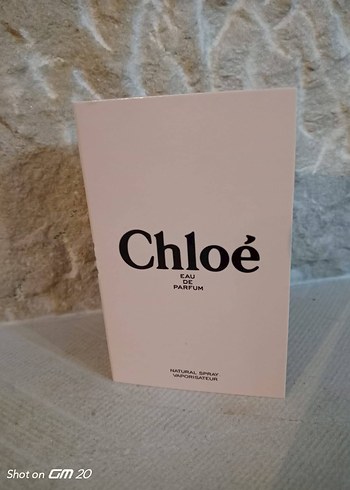 Chloé
EAU
DE
PARFUM
NATURAL SPRAY
VAPORISATEUR
Shot on GM 20